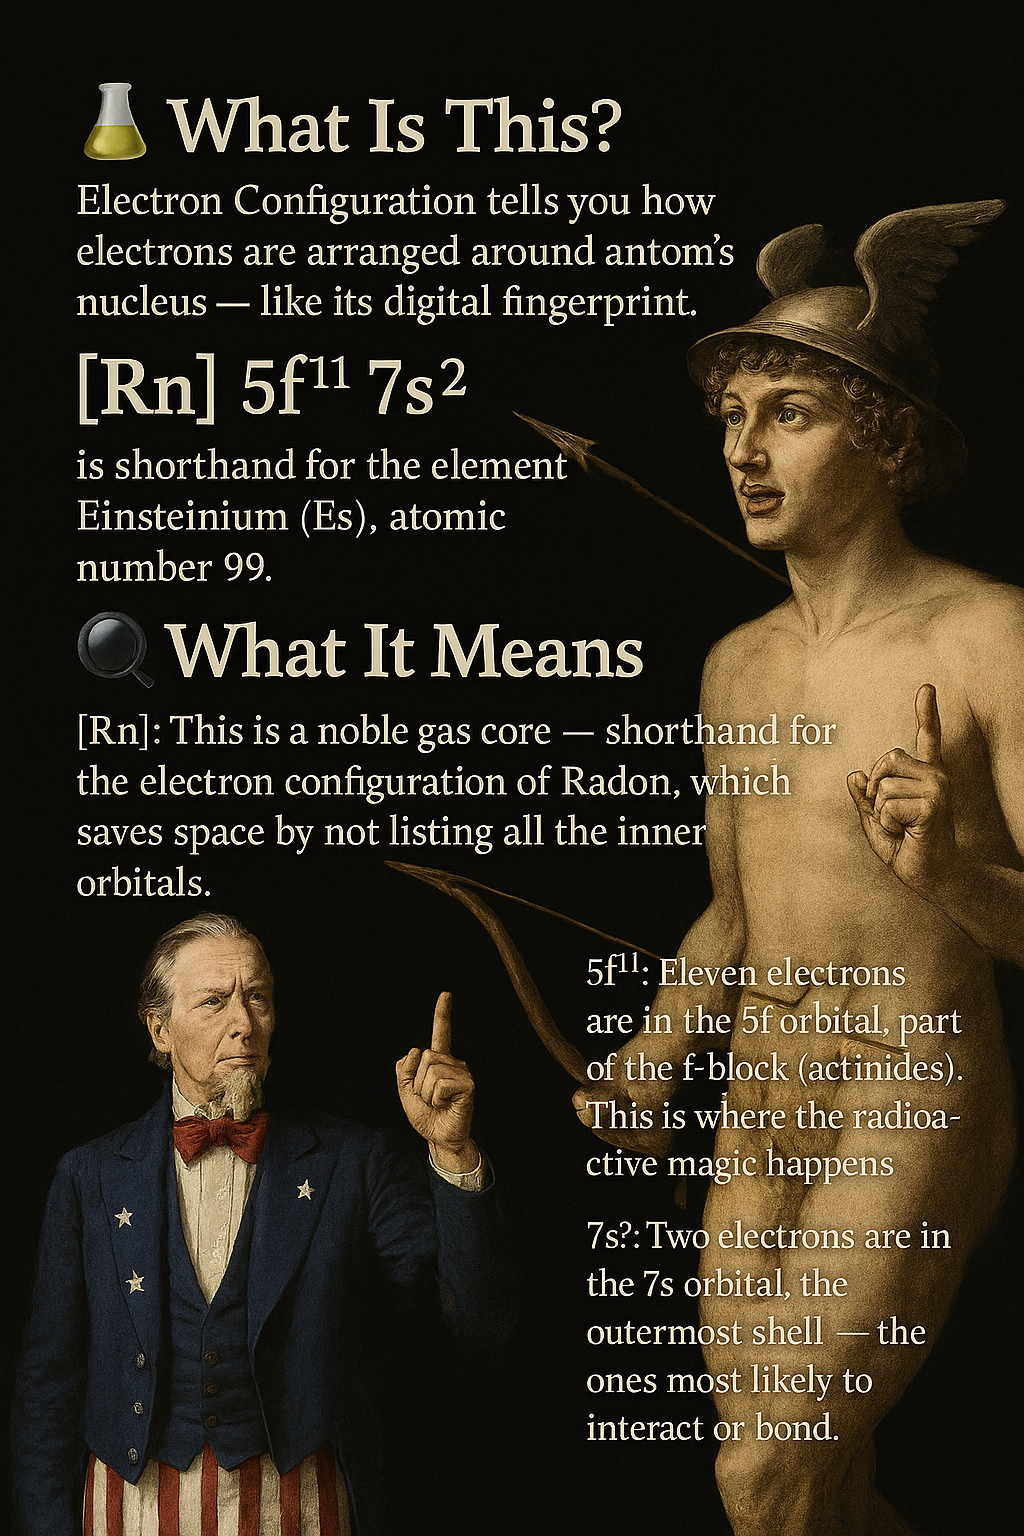 What Is This?
Electron Configuration tells you how
electrons are arranged around antom’s
nucleus — like its digital fingerprint.
[Rn] 5f¹¹ 7s²
is shorthand for the element
Einsteinium (Es), atomic
number 99.
What It Means
[Rn]: This is a noble gas core — shorthand for
the electron configuration of Radon, which
saves space by not listing all the inner
orbitals.
5f¹¹: Eleven electrons
are in the 5f orbital, part
of the f-block (actinides).
This is where the radioa-
ctive magic happens
7s?: Two electrons are in
the 7s orbital, the
outermost shell — the
ones most likely to
interact or bond.